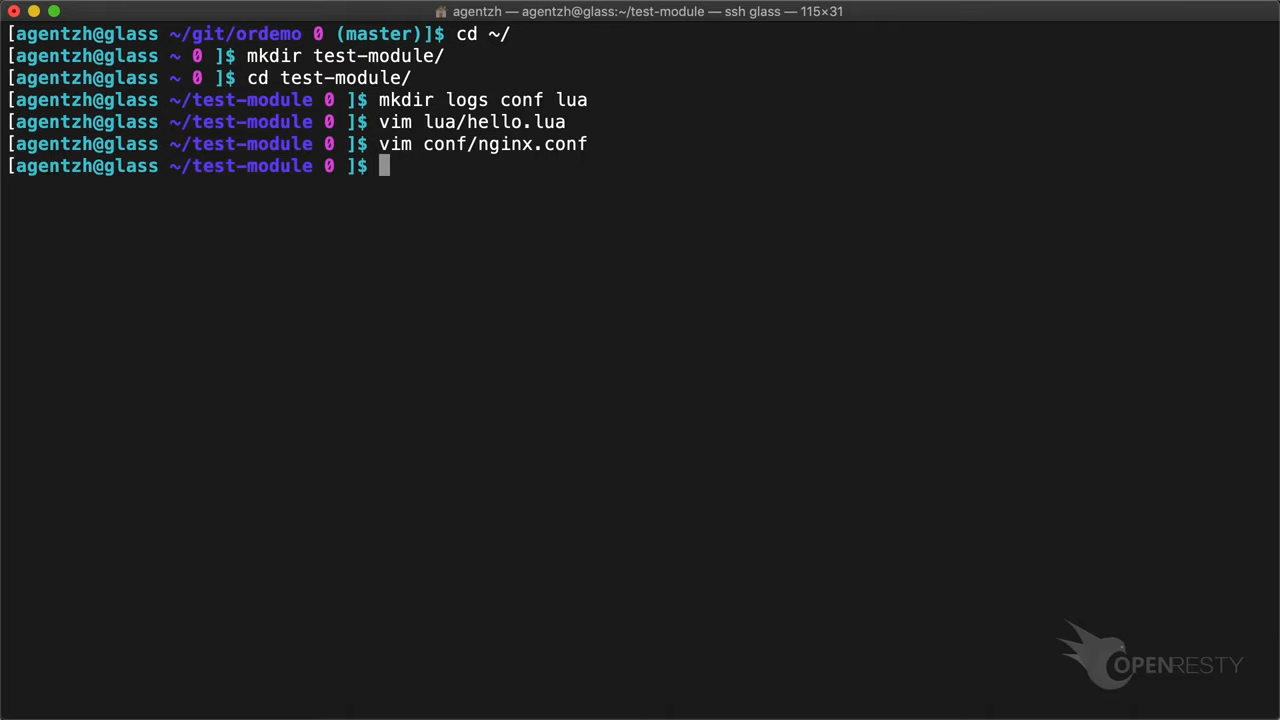 agentzh — agentzh@glass:~/test-module — ssh glass — 115×31
[agentzh@glass ~/git/ordemo 0 (master)]$ cd ~/
[agentzh@glass ~ 0 ]$ mkdir test-module/
[agentzh@glass ~ 0 ]$ cd test-module/
[agentzh@glass ~/test-module 0 ]$ mkdir logs conf lua
[agentzh@glass ~/test-module 0 ]$ vim lua/hello.lua
[agentzh@glass ~/test-module 0 ]$ vim conf/nginx.conf
[agentzh@glass ~/test-module 0 ]$
OPENRESTY